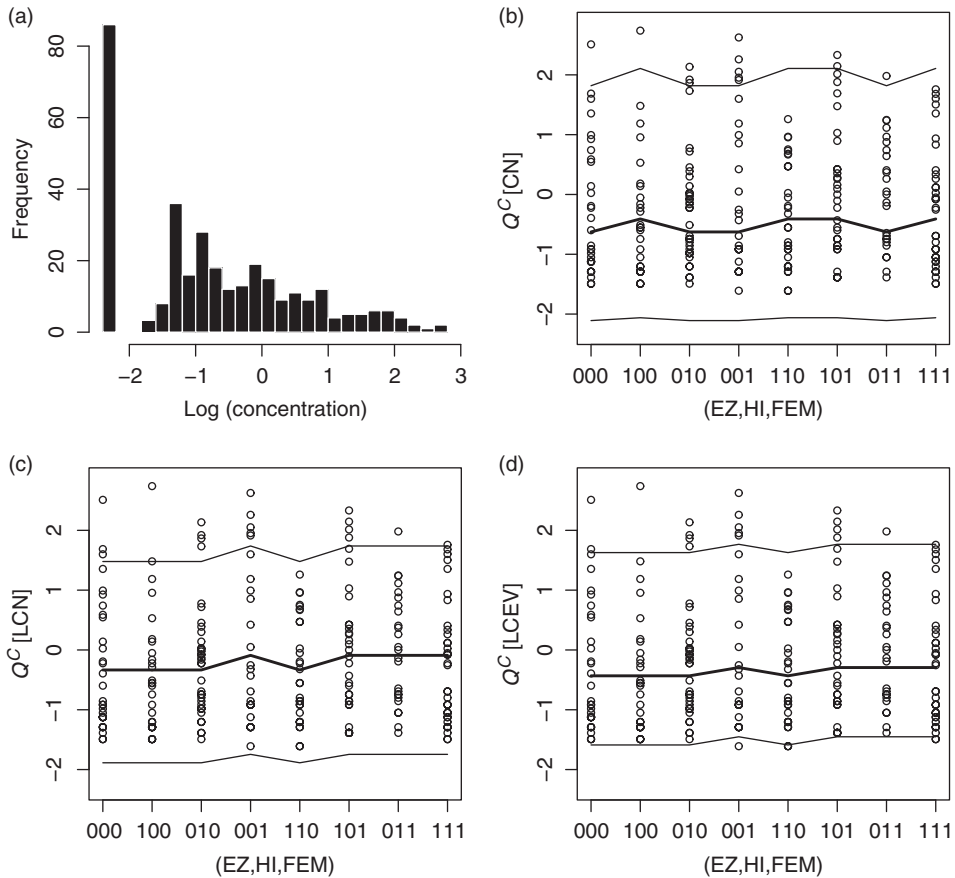 (a)
80
60
40
20
0
Frequency
−2 −1 0 1 2 3
Log (concentration)
(b)
2
1
0
−1
−2
Q^C [CN]
000 100 010 001 110 101 011 111
(EZ,HI,FEM)
(c)
2
1
0
−1
−2
Q^C [LCN]
000 100 010 001 110 101 011 111
(EZ,HI,FEM)
(d)
2
1
0
−1
−2
Q^C [LCEV]
000 100 010 001 110 101 011 111
(EZ,HI,FEM)